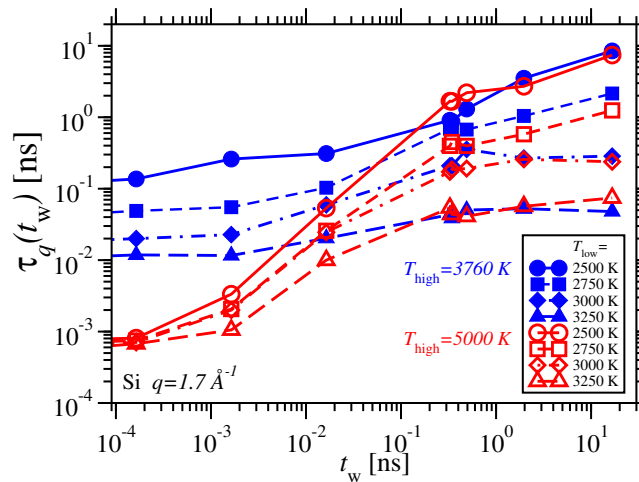 10¹
10⁰
10⁻¹
10⁻²
10⁻³
10⁻⁴
τq(tw) [ns]
Thigh=3760 K
Thigh=5000 K
Si q=1.7 Å⁻¹
Tlow=
2500 K
2750 K
3000 K
3250 K
2500 K
2750 K
3000 K
3250 K
10⁻⁴ 10⁻³ 10⁻² 10⁻¹ 10⁰ 10¹
tw [ns]